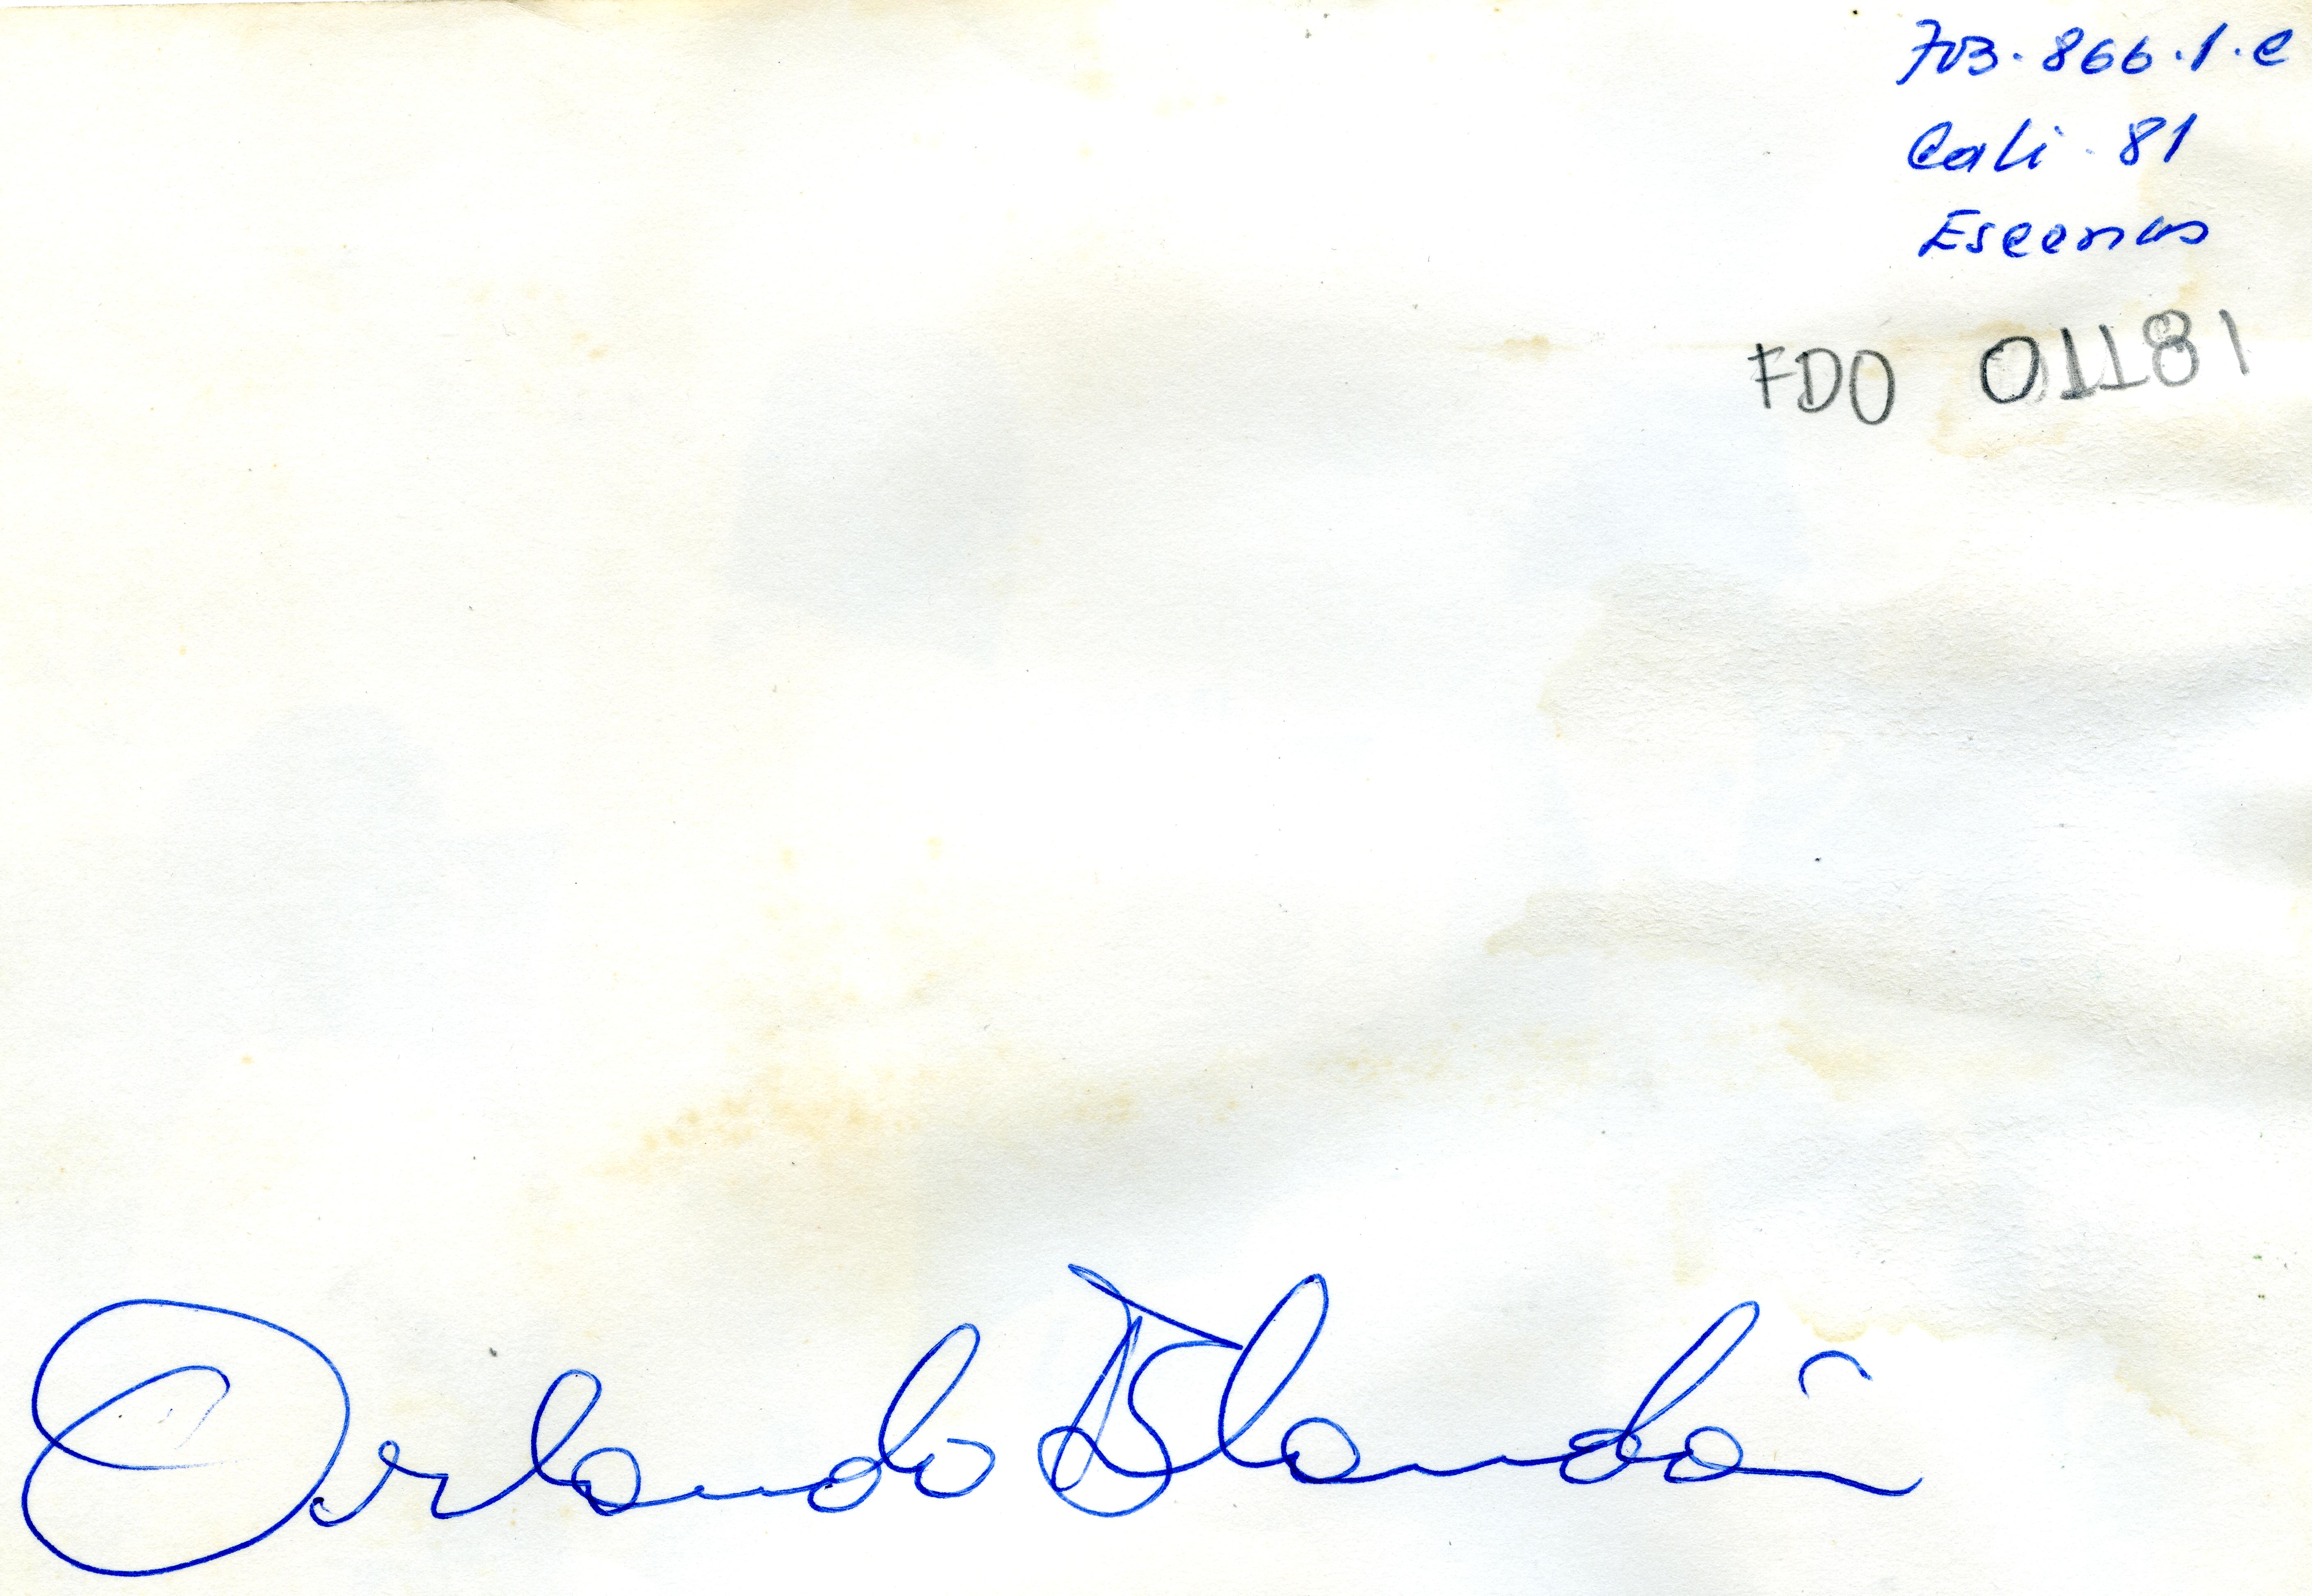 703.866.1.e
Cali - 81
Escenas
FDO 01181
Orlando Blandón